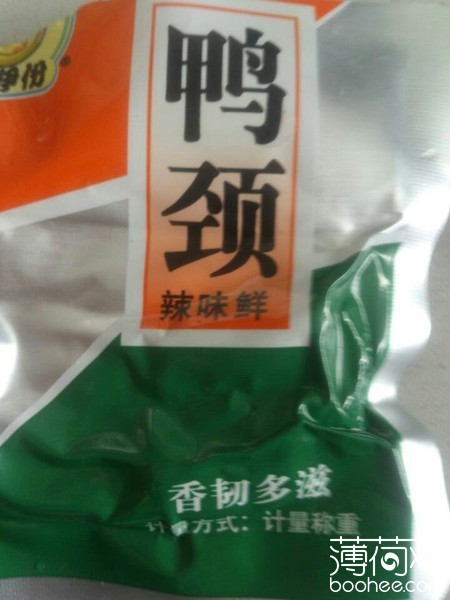 份®
鸭
颈
辣味鲜
香韧多滋
计量方式：计量称重
薄荷
boohee.com